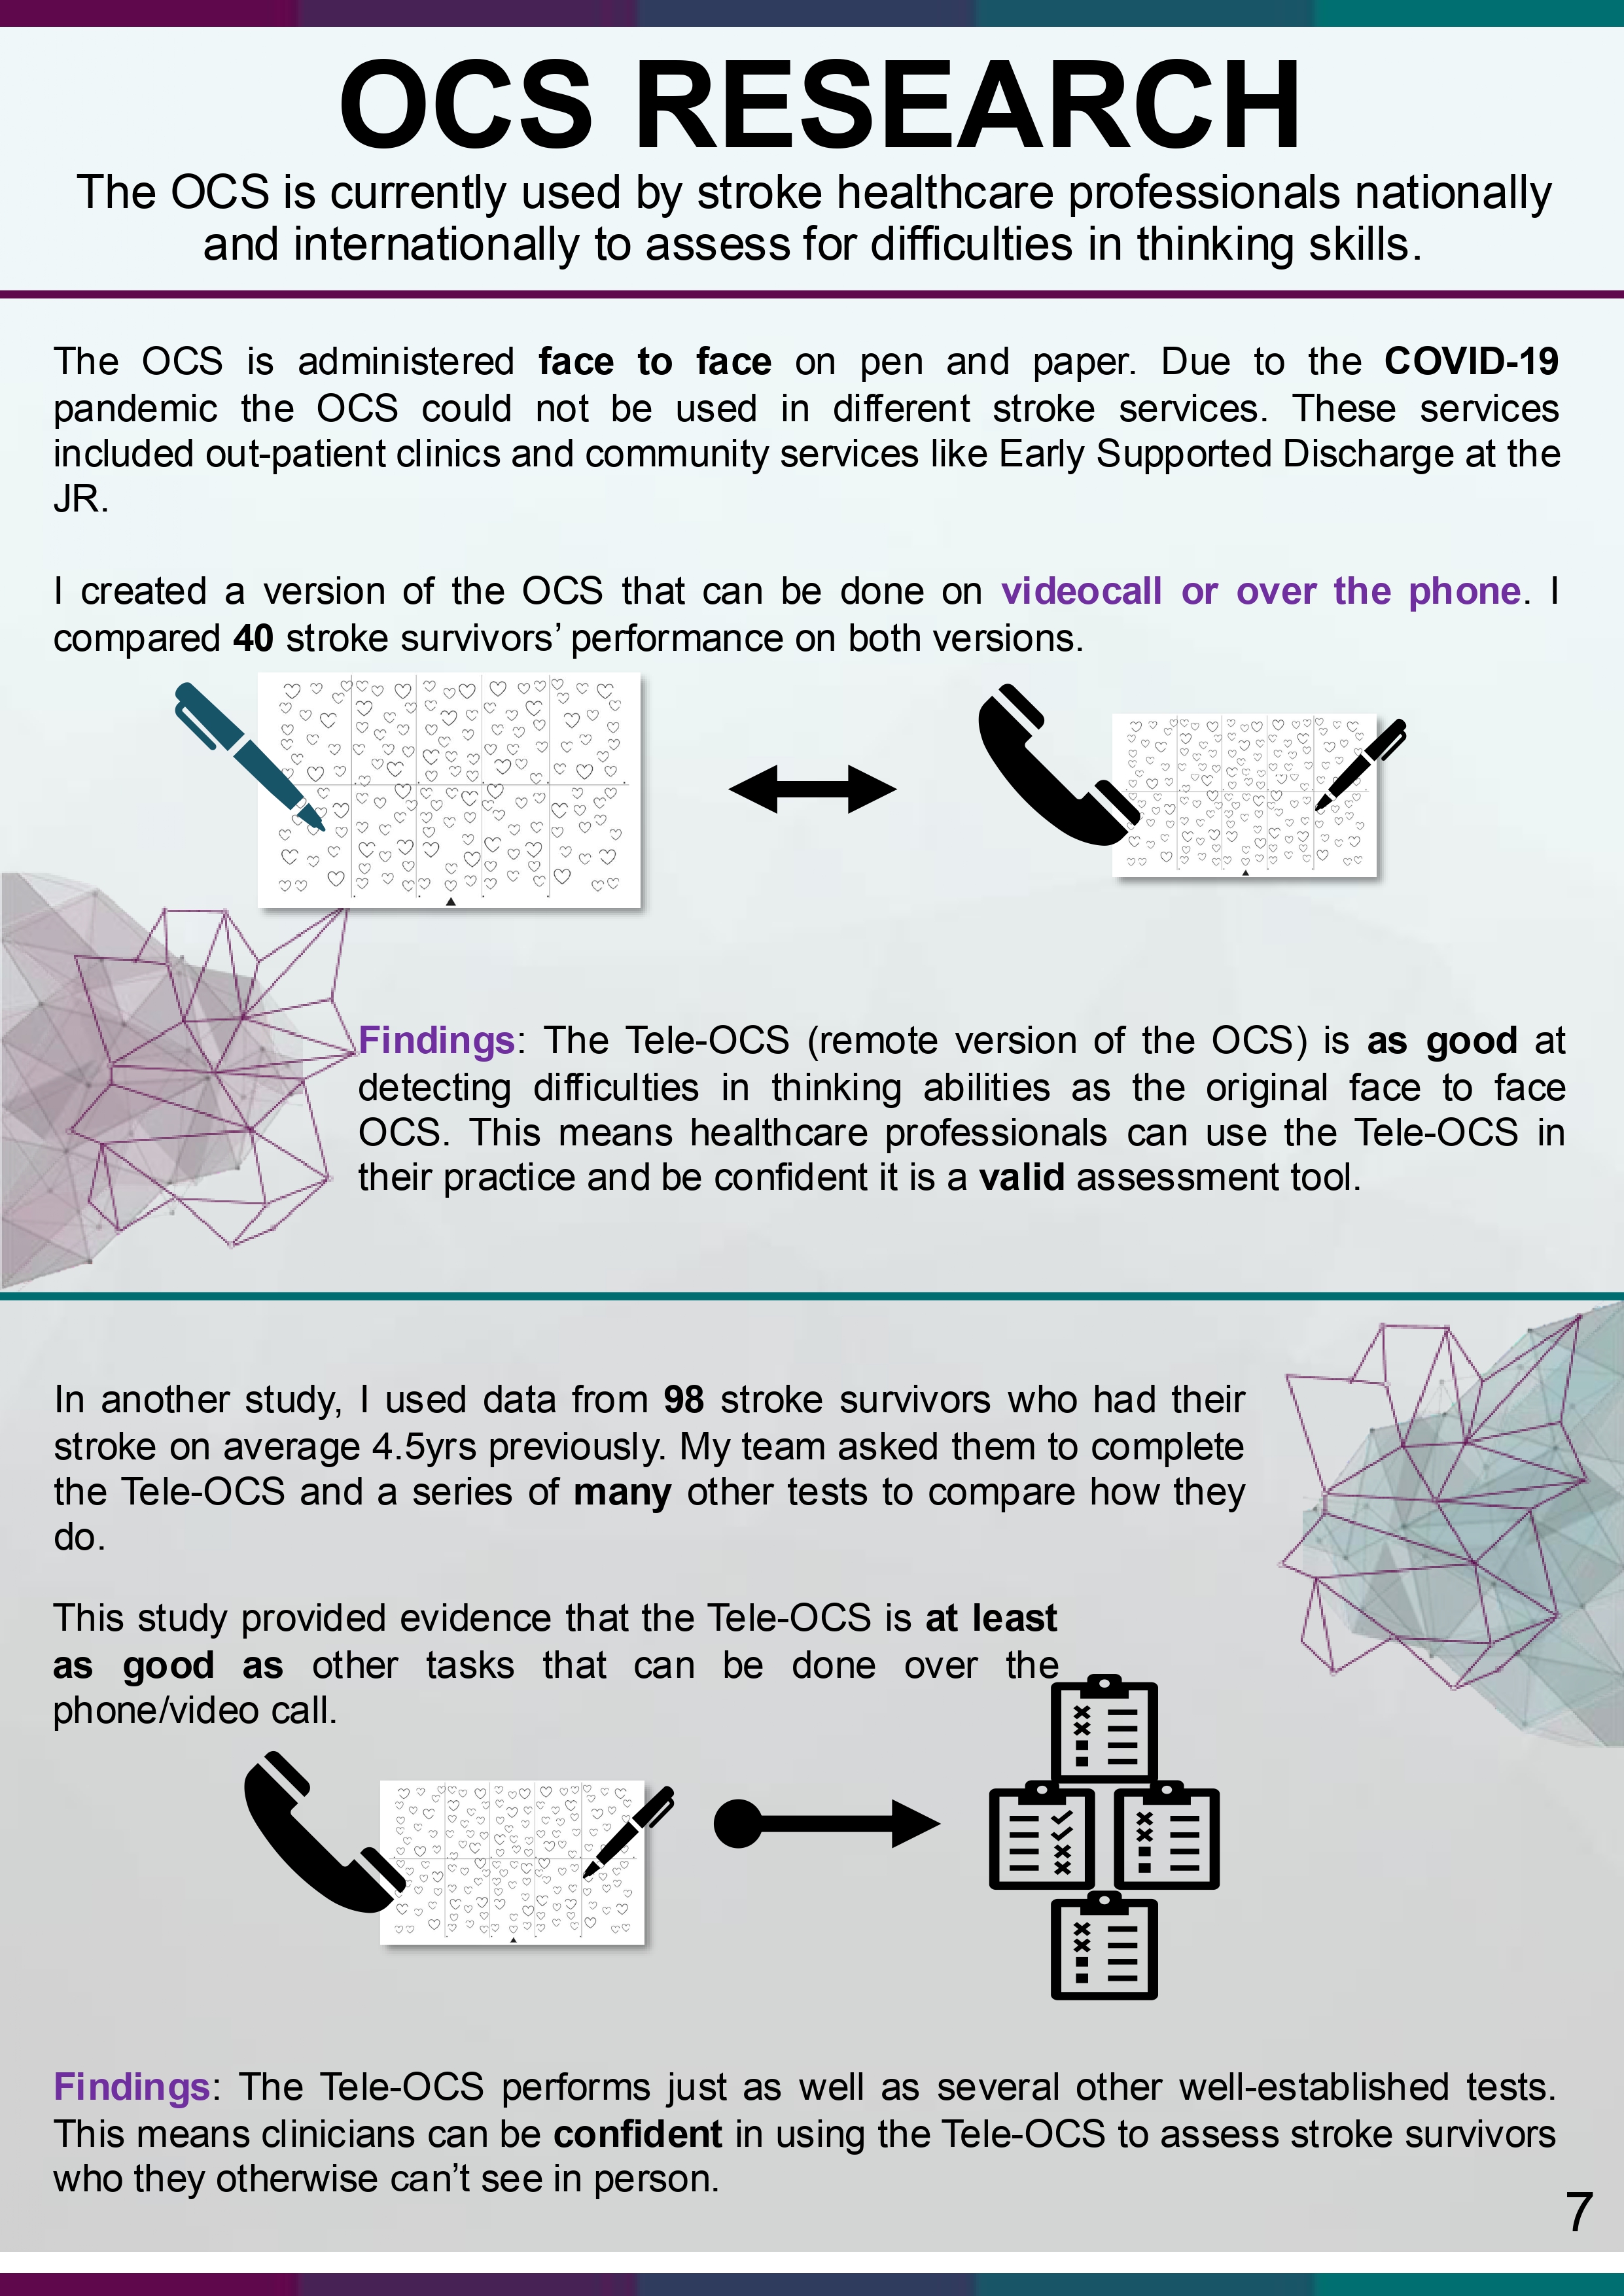 OCS RESEARCH
The OCS is currently used by stroke healthcare professionals nationally
and internationally to assess for difficulties in thinking skills.
The OCS is administered face to face on pen and paper. Due to the COVID-19
pandemic the OCS could not be used in different stroke services. These services
included out-patient clinics and community services like Early Supported Discharge at the
JR.
I created a version of the OCS that can be done on videocall or over the phone. I
compared 40 stroke survivors’ performance on both versions.
Findings: The Tele-OCS (remote version of the OCS) is as good at
detecting difficulties in thinking abilities as the original face to face
OCS. This means healthcare professionals can use the Tele-OCS in
their practice and be confident it is a valid assessment tool.
In another study, I used data from 98 stroke survivors who had their
stroke on average 4.5yrs previously. My team asked them to complete
the Tele-OCS and a series of many other tests to compare how they
do.
This study provided evidence that the Tele-OCS is at least
as good as other tasks that can be done over the
phone/video call.
Findings: The Tele-OCS performs just as well as several other well-established tests.
This means clinicians can be confident in using the Tele-OCS to assess stroke survivors
who they otherwise can’t see in person.
7